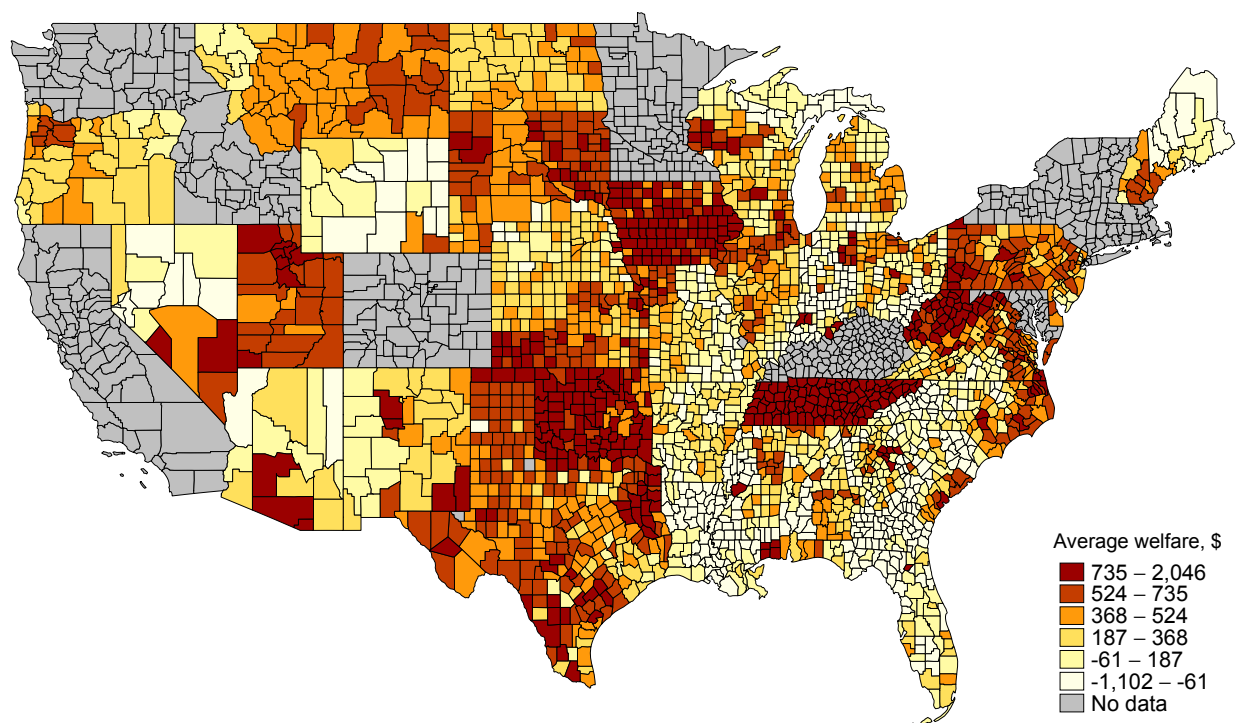 Average welfare, $
735 – 2,046
524 – 735
368 – 524
187 – 368
-61 – 187
-1,102 – -61
No data